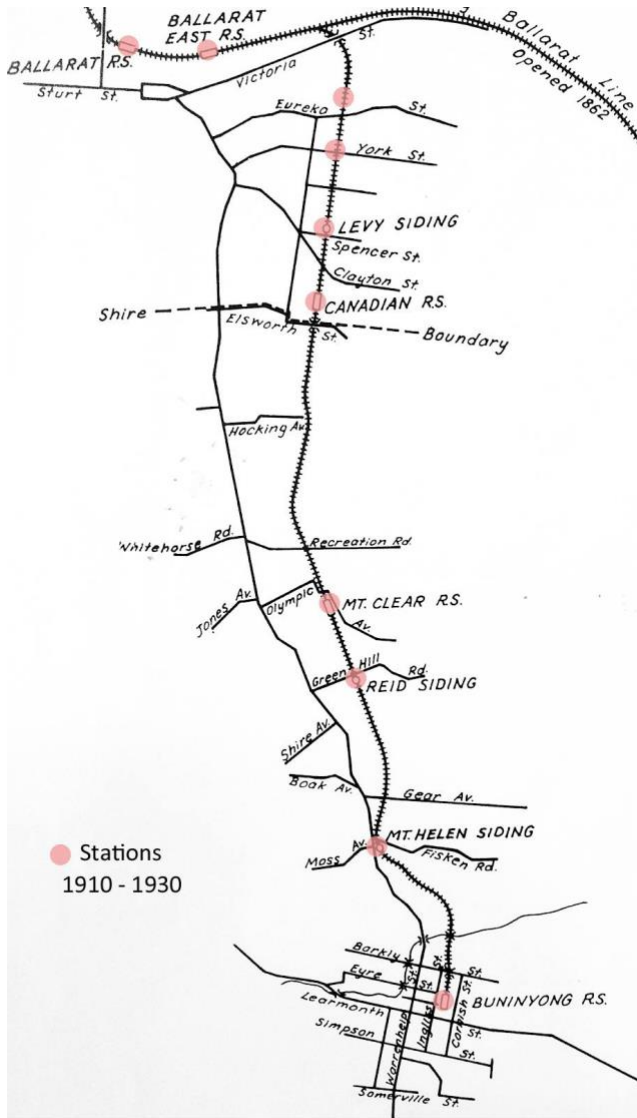 BALLARAT
EAST R.S.
BALLARAT R.S.
Sturt St.
Victoria St.
Ballarat Line
Opened 1862
Eureka St.
York St.
LEVY SIDING
Spencer St.
Clayton St.
CANADIAN R.S.
Shire Boundary
Elsworth St.
Hocking Av.
Whitehorse Rd.
Recreation Rd.
Jones Av.
Olympic Av.
MT. CLEAR R.S.
Green Hill Rd.
REID SIDING
Shire Av.
Boak Av.
Gear Av.
MT. HELEN SIDING
Moss Av.
Fisken Rd.
Stations
1910 - 1930
Barkly St.
Eyre St.
BUNINYONG R.S.
Learmonth St.
Simpson St.
Warrenheip St.
Inglis St.
Cornish St.
Somerville St.